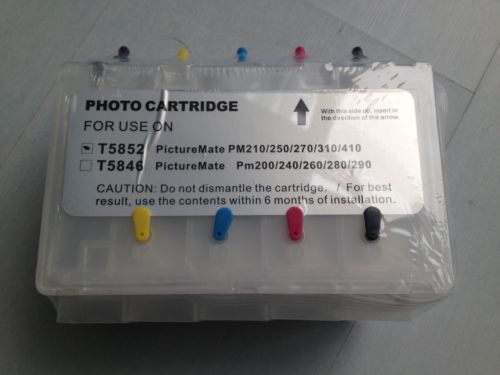 PHOTO CARTRIDGE
With this side up, insert in
the direction of the arrow.
FOR USE ON
T5852 PictureMate PM210/250/270/310/410
T5846 PictureMate Pm200/240/260/280/290
CAUTION: Do not dismantle the cartridge. / For best
result, use the contents within 6 months of installation.